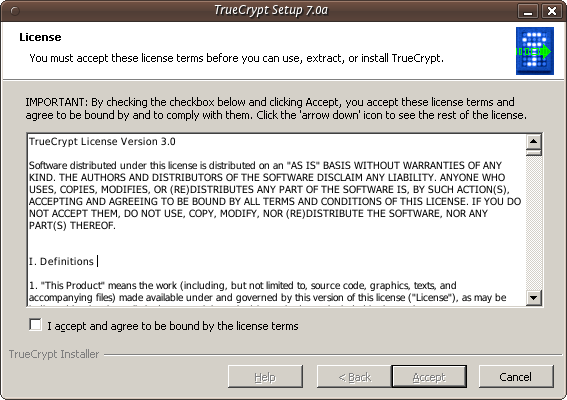 TrueCrypt Setup 7.0a
License
You must accept these license terms before you can use, extract, or install TrueCrypt.
IMPORTANT: By checking the checkbox below and clicking Accept, you accept these license terms and
agree to be bound by and to comply with them. Click the 'arrow down' icon to see the rest of the license.
TrueCrypt License Version 3.0
Software distributed under this license is distributed on an "AS IS" BASIS WITHOUT WARRANTIES OF ANY
KIND. THE AUTHORS AND DISTRIBUTORS OF THE SOFTWARE DISCLAIM ANY LIABILITY. ANYONE WHO
USES, COPIES, MODIFIES, OR (RE)DISTRIBUTES ANY PART OF THE SOFTWARE IS, BY SUCH ACTION(S),
ACCEPTING AND AGREEING TO BE BOUND BY ALL TERMS AND CONDITIONS OF THIS LICENSE. IF YOU DO
NOT ACCEPT THEM, DO NOT USE, COPY, MODIFY, NOR (RE)DISTRIBUTE THE SOFTWARE, NOR ANY
PART(S) THEREOF.
I. Definitions
1. "This Product" means the work (including, but not limited to, source code, graphics, texts, and
accompanying files) made available under and governed by this version of this license ("License"), as may be
I accept and agree to be bound by the license terms
TrueCrypt Installer
Help
< Back
Accept
Cancel